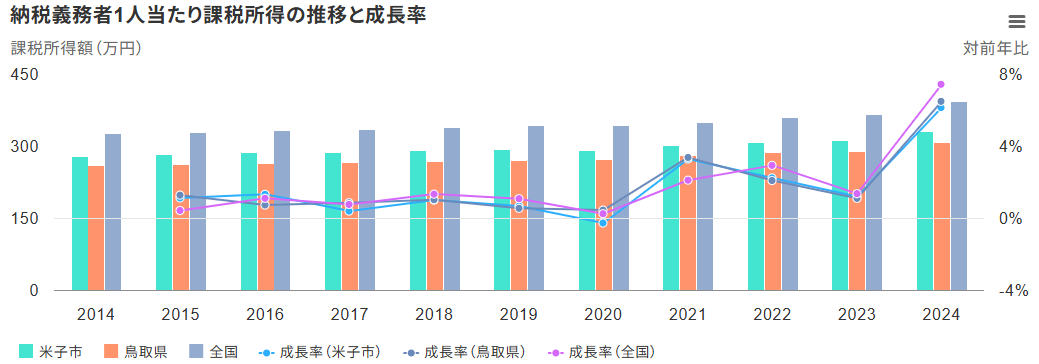 納税義務者1人当たり課税所得の推移と成長率
課税所得額（万円） 対前年比
450 8%
300 4%
150 0%
0 -4%
2014 2015 2016 2017 2018 2019 2020 2021 2022 2023 2024
米子市 鳥取県 全国 成長率（米子市） 成長率（鳥取県） 成長率（全国）